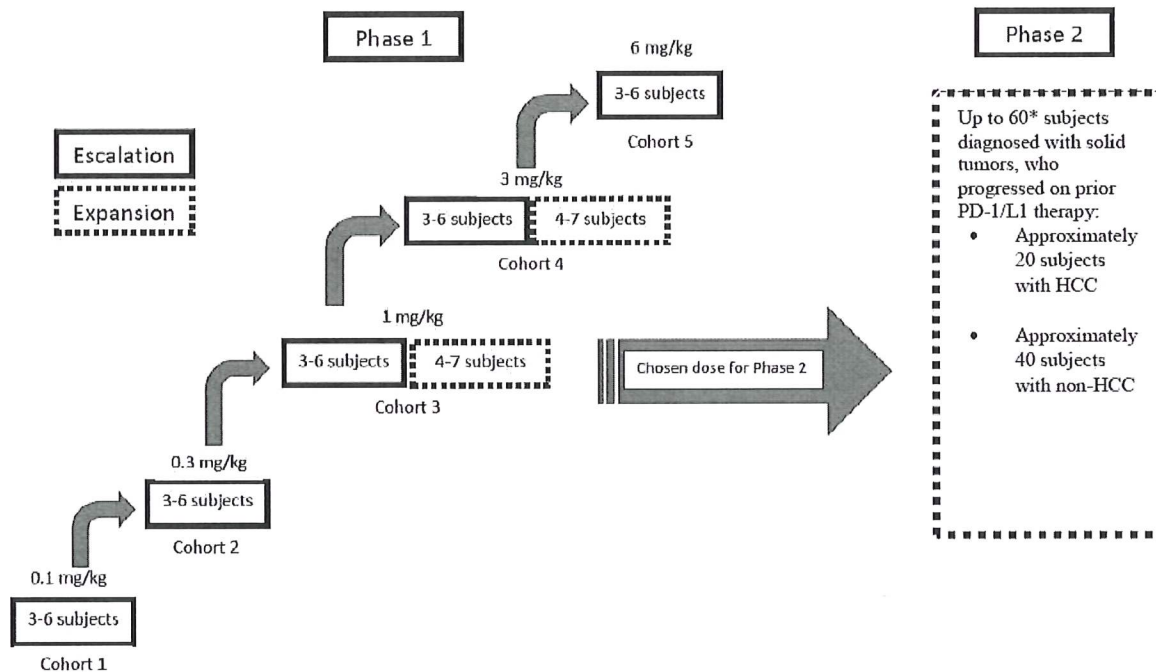 Phase 1
Phase 2
6 mg/kg
3-6 subjects
Cohort 5
Escalation
Expansion
3 mg/kg
3-6 subjects
4-7 subjects
Cohort 4
1 mg/kg
3-6 subjects
4-7 subjects
Cohort 3
0.3 mg/kg
3-6 subjects
Cohort 2
0.1 mg/kg
3-6 subjects
Cohort 1
Chosen dose for Phase 2
Up to 60* subjects
diagnosed with solid
tumors, who
progressed on prior
PD-1/L1 therapy:
• Approximately
20 subjects
with HCC
• Approximately
40 subjects
with non-HCC